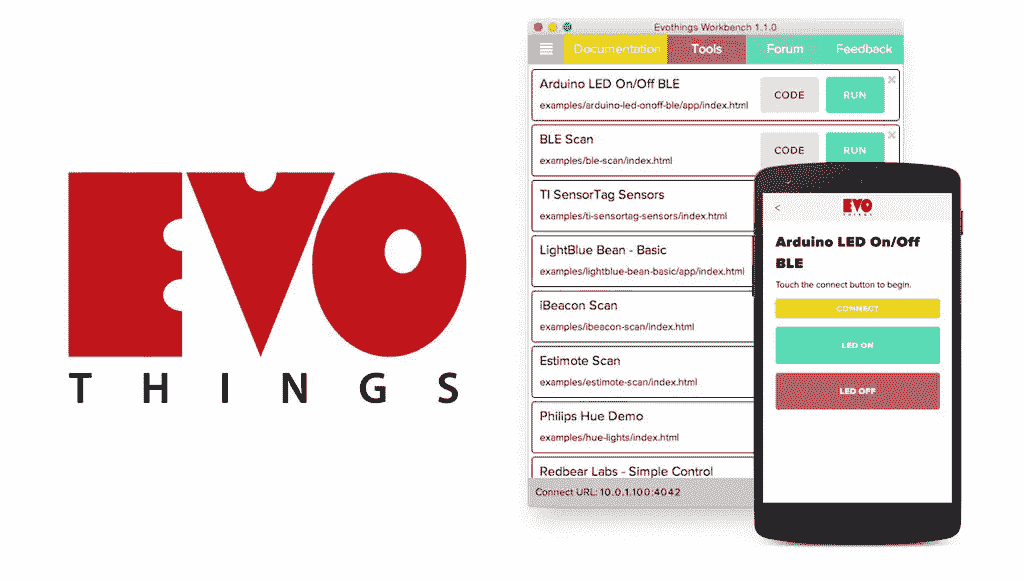 EVO
THINGS
Evothings Workbench 1.1.0
Documentation Tools Forum Feedback
Arduino LED On/Off BLE
examples/arduino-led-onoff-ble/app/index.html
CODE RUN
BLE Scan
examples/ble-scan/index.html
CODE RUN
TI SensorTag Sensors
examples/ti-sensortag-sensors/index.html
LightBlue Bean - Basic
examples/lightblue-bean-basic/app/index.html
iBeacon Scan
examples/ibeacon-scan/index.html
Estimote Scan
examples/estimote-scan/index.html
Philips Hue Demo
examples/hue-lights/index.html
Redbear Labs - Simple Control
Connect URL: 10.0.1.100:4042
<
EVO
THINGS
Arduino LED On/Off
BLE
Touch the connect button to begin.
CONNECT
LED ON
LED OFF